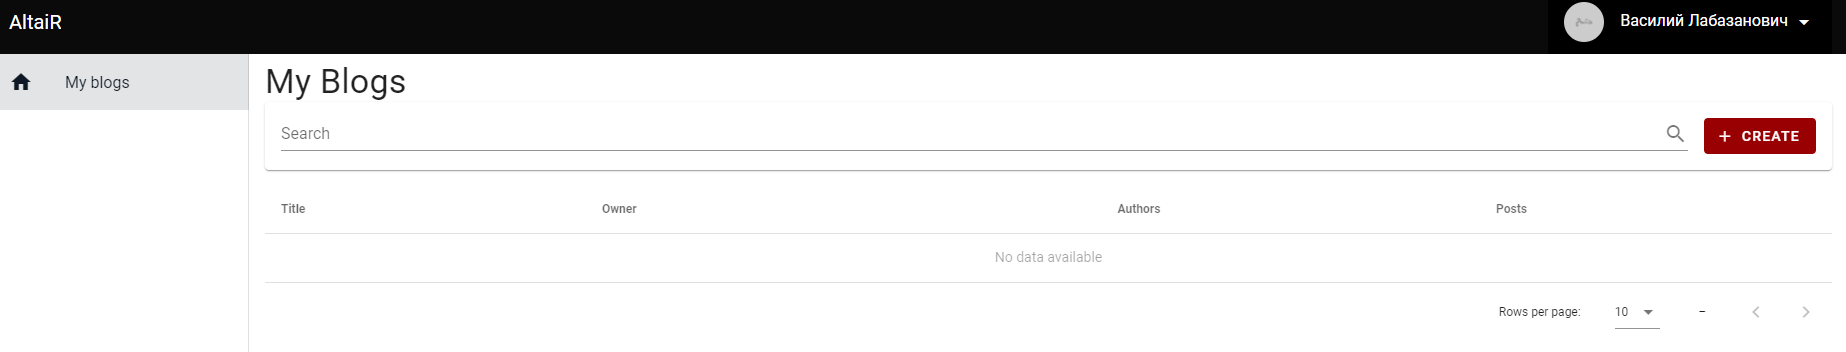 AltaiR
Василий Лабазанович
My blogs
My Blogs
Search
+ CREATE
Title Owner Authors Posts
No data available
Rows per page: 10 –